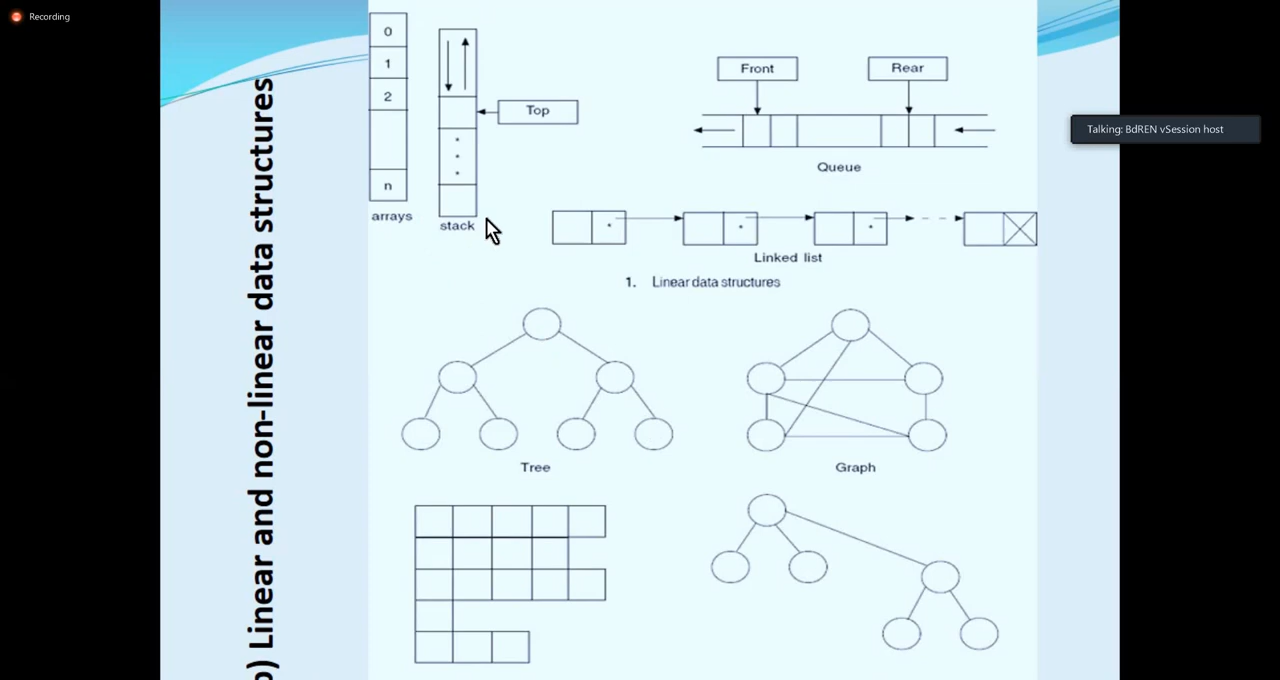 Recording
b) Linear and non-linear data structures
0
1
2
n
arrays
stack
Top
Front
Rear
Queue
Linked list
1. Linear data structures
Tree
Graph
Talking: BdREN vSession host